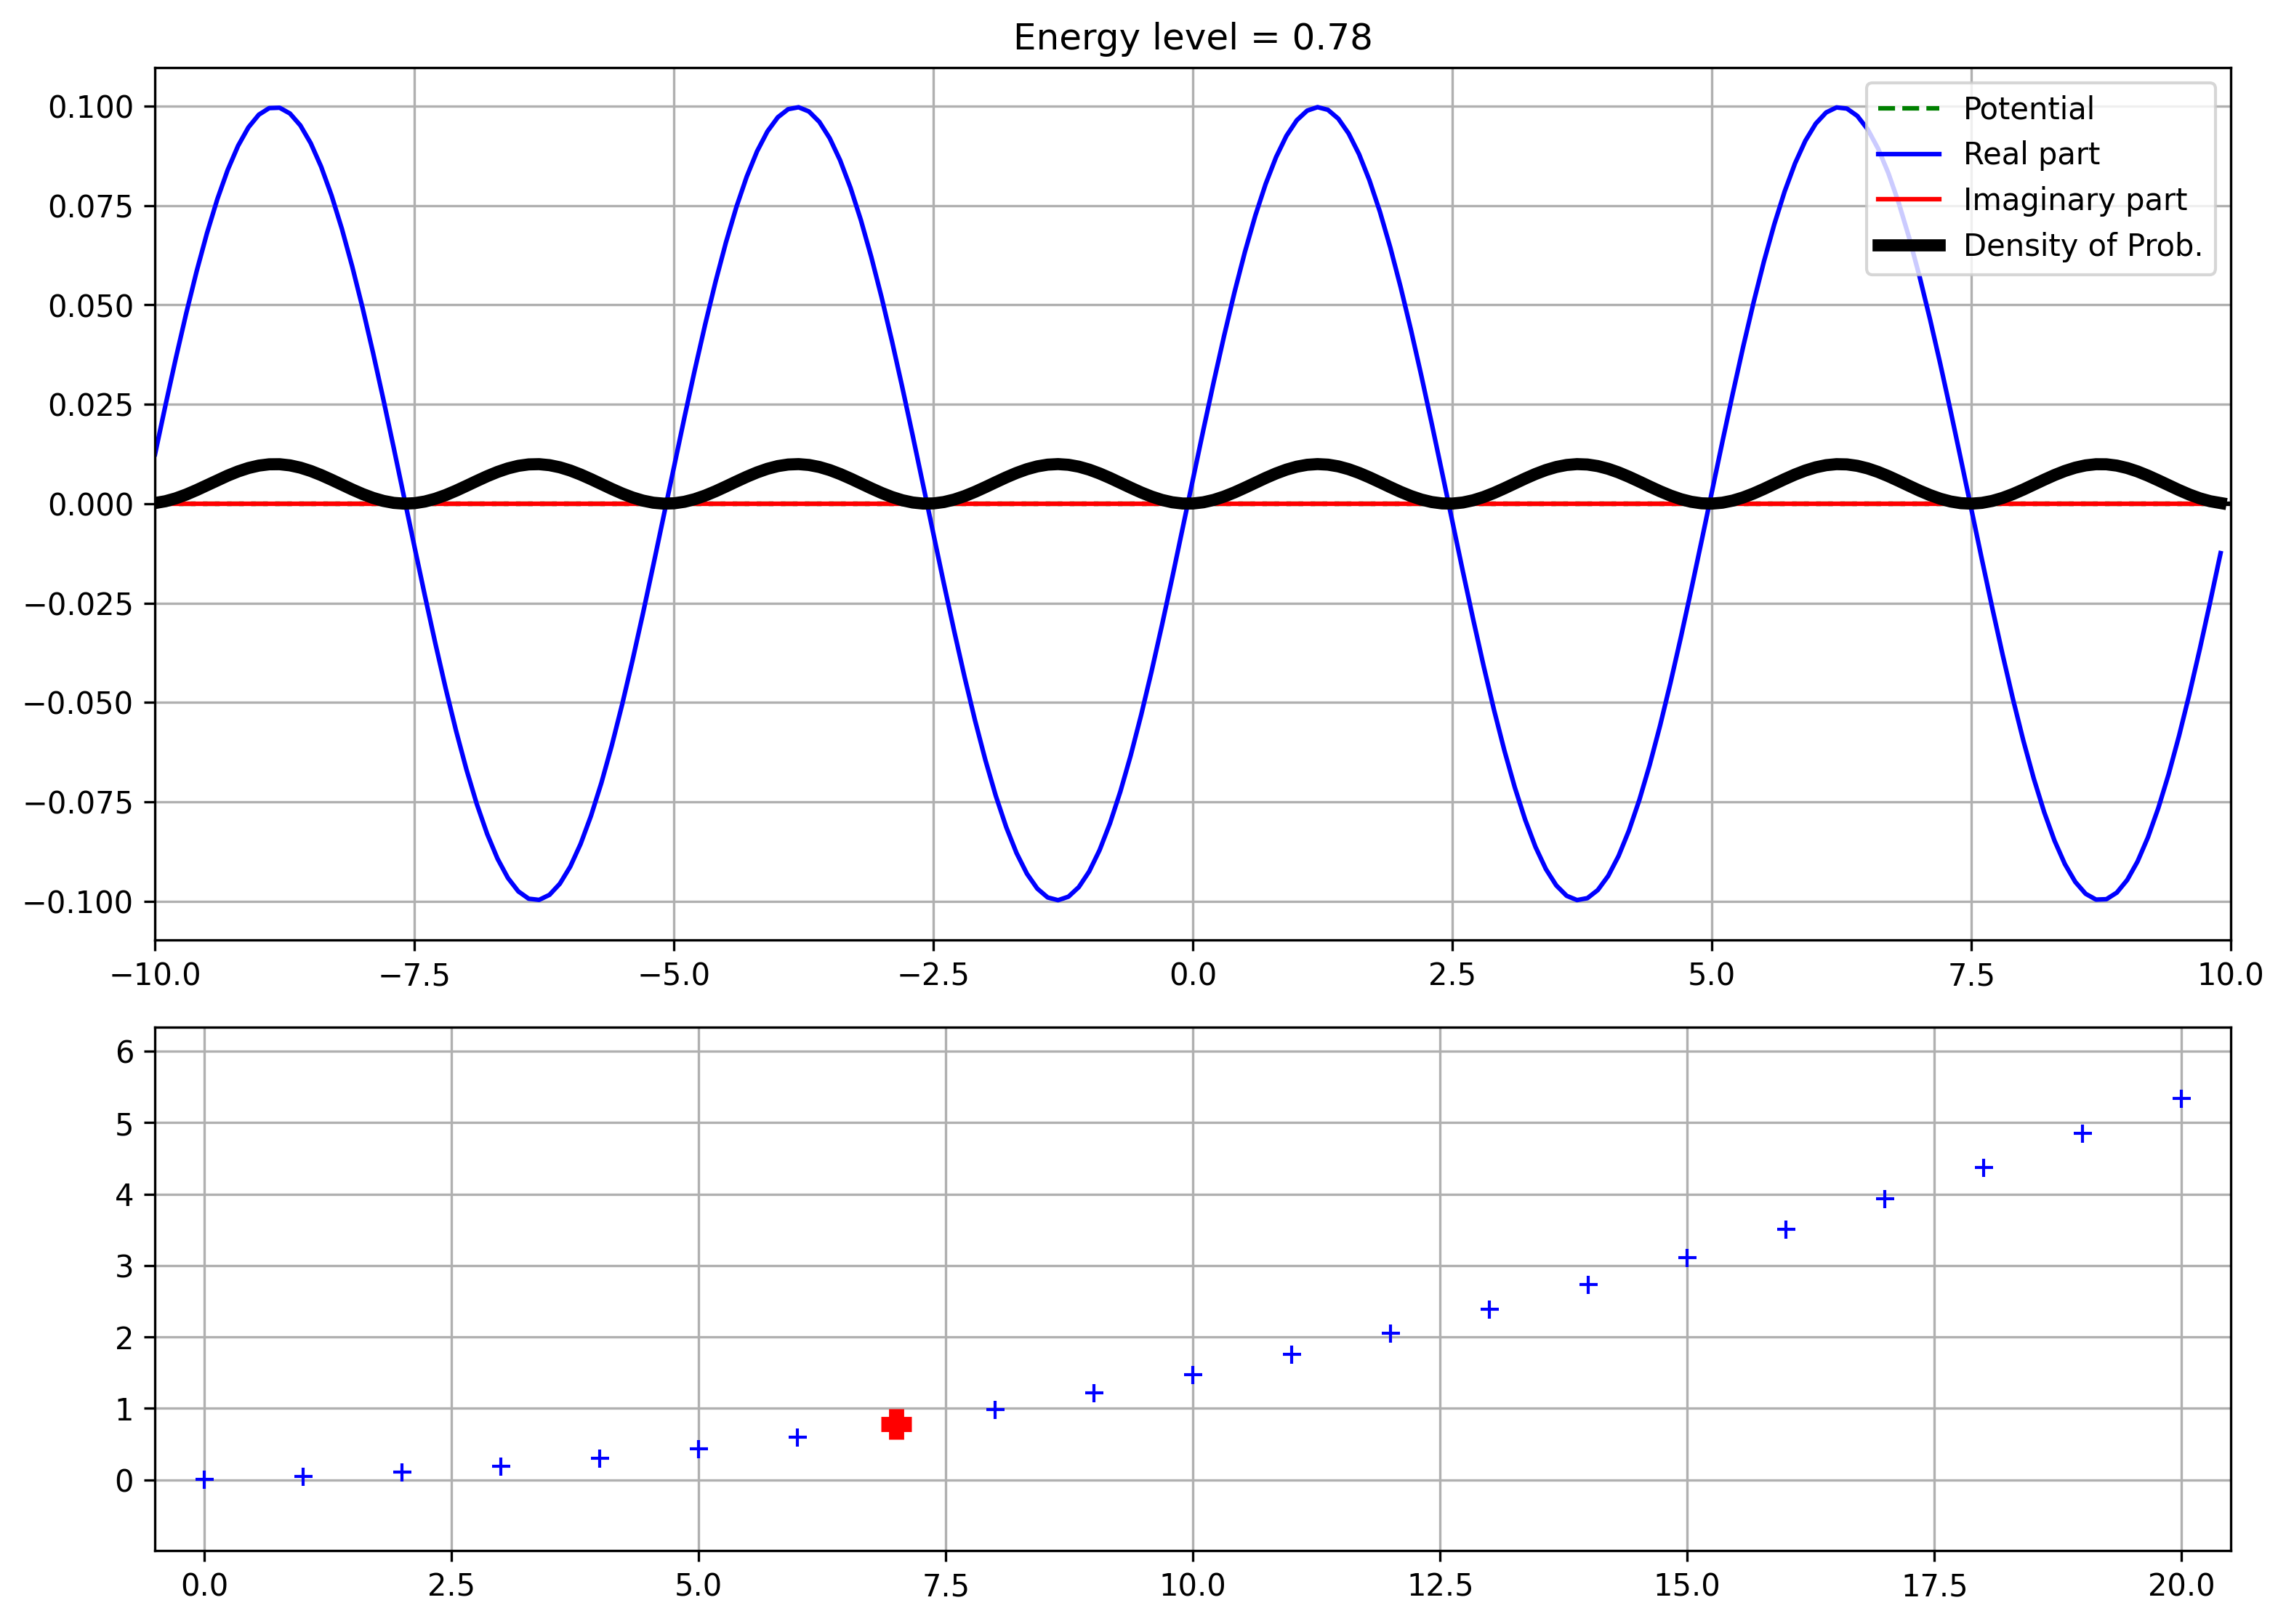 Energy level = 0.78
0.100
0.075
0.050
0.025
0.000
−0.025
−0.050
−0.075
−0.100
Potential
Real part
Imaginary part
Density of Prob.
−10.0 −7.5 −5.0 −2.5 0.0 2.5 5.0 7.5 10.0
6
5
4
3
2
1
0
0.0 2.5 5.0 7.5 10.0 12.5 15.0 17.5 20.0